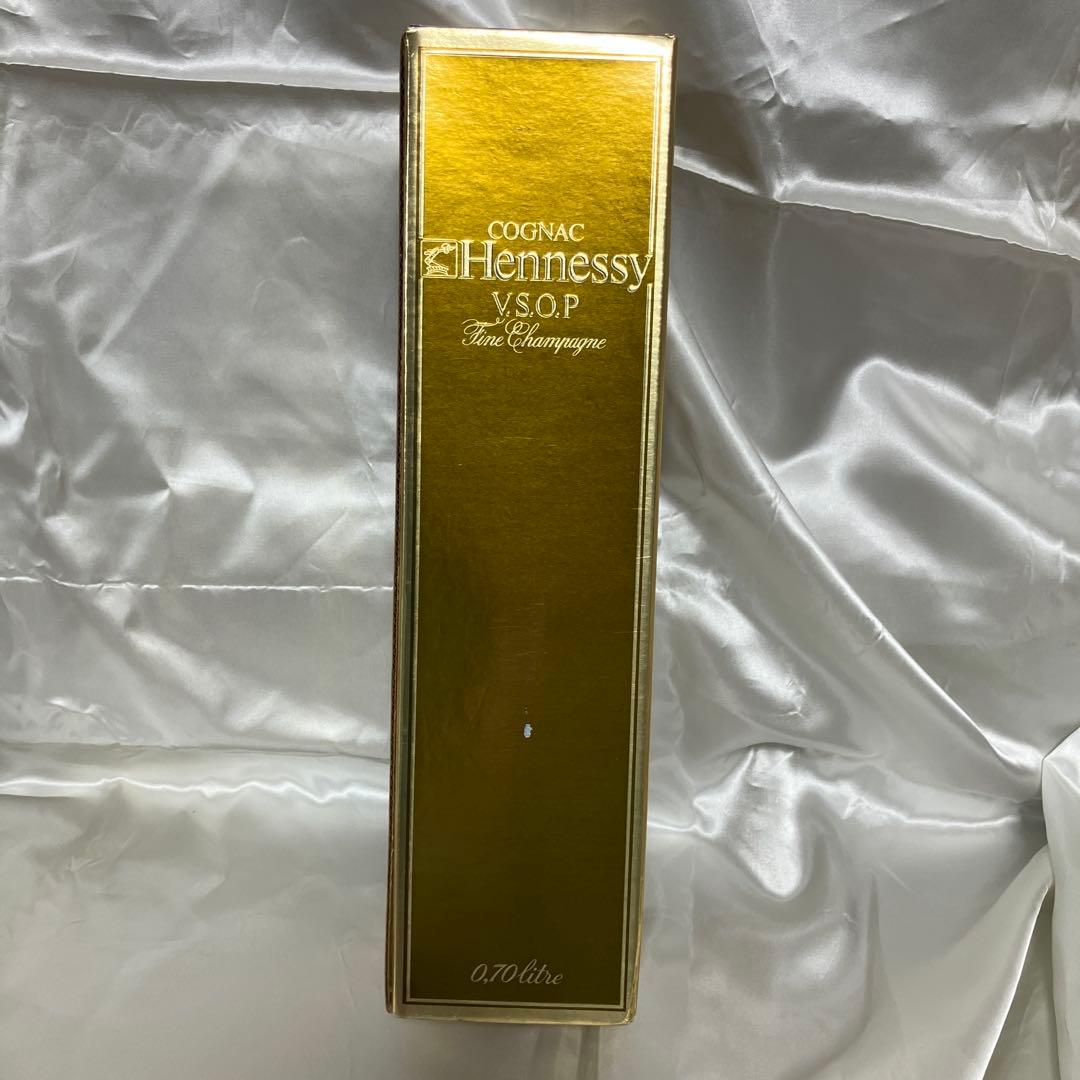 COGNAC
Hennessy
V.S.O.P
Fine Champagne
0,70 litre